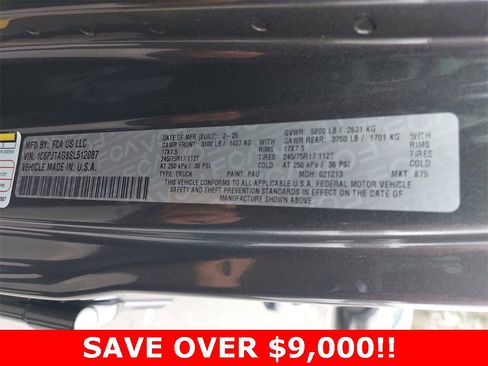 MFD BY: FCA US LLC
VIN: 1C6PJTAG8SL512087
VEHICLE MADE IN U.S.A.
DATE OF MFR (BUILT): 2-25
GVWR: 5800 LB / 2631 KG
GAWR FRONT: 3100 LB / 1407 KG WITH
GAWR REAR: 3750 LB / 1701 KG WITH
17X7.5 RIMS
17X7.5 RIMS
245/75R17 112T TIRES
245/75R17 112T TIRES
AT 250 kPa / 36 PSI COLD
AT 250 kPa / 36 PSI COLD
TYPE: TRUCK PAINT: PAU MDH: 021213 MKT: 875
THIS VEHICLE CONFORMS TO ALL APPLICABLE U.S.A. FEDERAL MOTOR VEHICLE
SAFETY AND THEFT PREVENTION STANDARDS IN EFFECT ON THE DATE OF
MANUFACTURE SHOWN ABOVE.
SAVE OVER $9,000!!